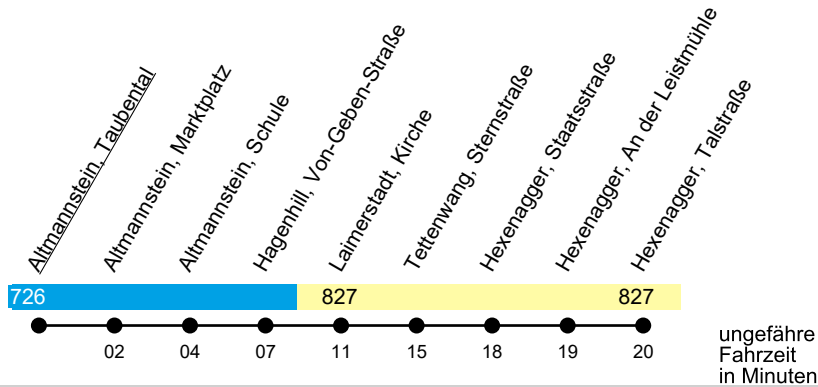 Altmannstein, Taubental
Altmannstein, Marktplatz
Altmannstein, Schule
Hagenhill, Von-Geben-Straße
Laimerstadt, Kirche
Tettenwang, Sternstraße
Hexenagger, Staatsstraße
Hexenagger, An der Leistmühle
Hexenagger, Talstraße
726 827 827
02 04 07 11 15 18 19 20
ungefähre
Fahrzeit
in Minuten